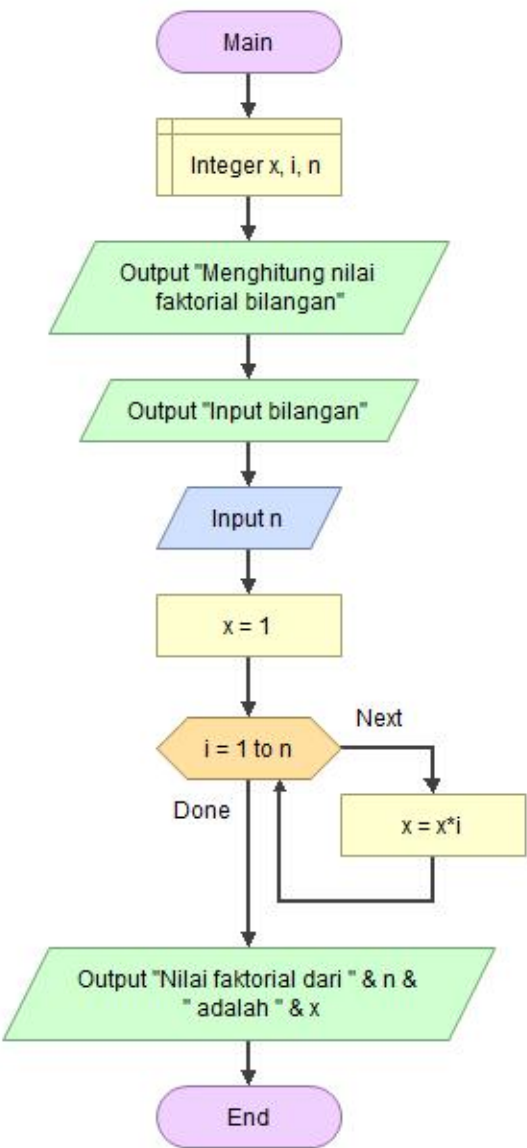 Main
Integer x, i, n
Output "Menghitung nilai
faktorial bilangan"
Output "Input bilangan"
Input n
x = 1
i = 1 to n
Next
Done
x = x*i
Output "Nilai faktorial dari " & n &
" adalah " & x
End